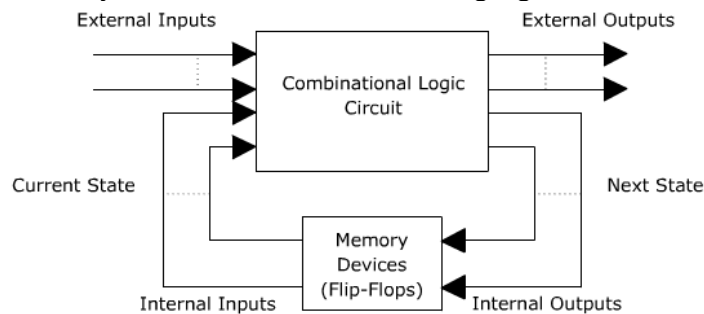 External Inputs
External Outputs
Combinational Logic
Circuit
Current State
Next State
Memory
Devices
(Flip-Flops)
Internal Inputs
Internal Outputs